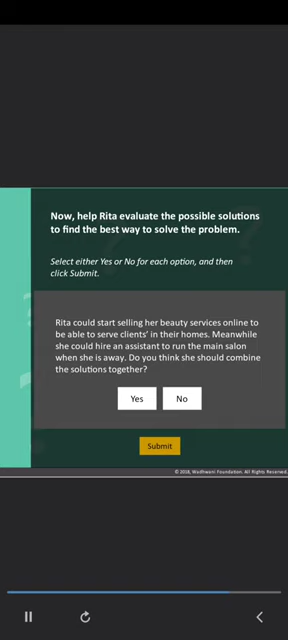 Now, help Rita evaluate the possible solutions
to find the best way to solve the problem.
Select either Yes or No for each option, and then
click Submit.
Rita could start selling her beauty services online to
be able to serve clients' in their homes. Meanwhile
she could hire an assistant to run the main salon
when she is away. Do you think she should combine
the solutions together?
Yes No
Submit
© 2018, Wadhwani Foundation. All Rights Reserved.